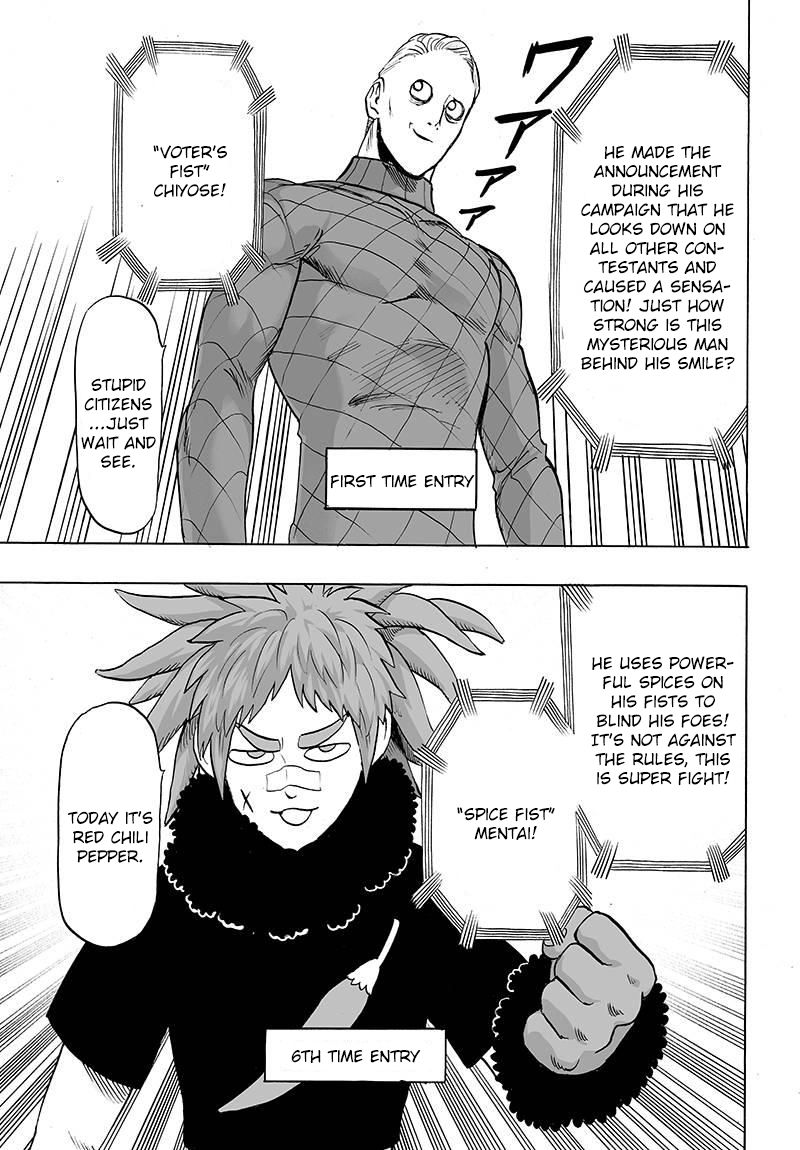 HE MADE THE
ANNOUNCEMENT
DURING HIS
CAMPAIGN THAT HE
LOOKS DOWN ON
ALL OTHER CON-
TESTANTS AND
CAUSED A SENSA-
TION! JUST HOW
STRONG IS THIS
MYSTERIOUS MAN
BEHIND HIS SMILE?
ワァァァ
"VOTER'S
FIST"
CHIYOSE!
STUPID
CITIZENS
...JUST
WAIT AND
SEE.
FIRST TIME ENTRY
HE USES POWER-
FUL SPICES ON
HIS FISTS TO
BLIND HIS FOES!
IT'S NOT AGAINST
THE RULES, THIS
IS SUPER FIGHT!
"SPICE FIST"
MENTAI!
TODAY IT'S
RED CHILI
PEPPER.
6TH TIME ENTRY